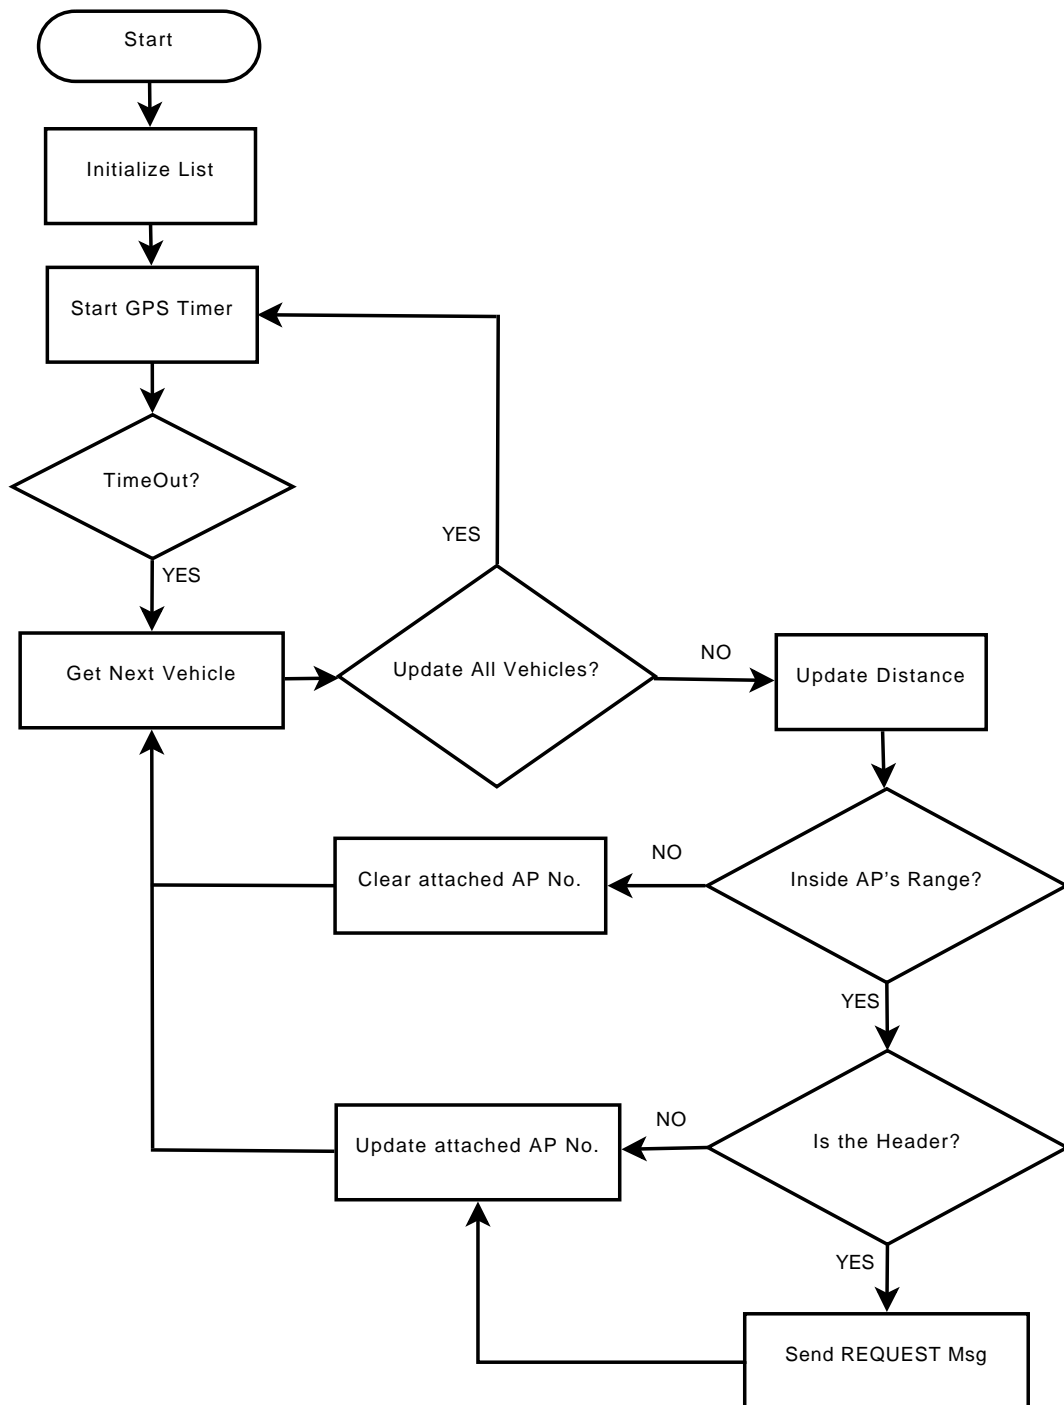 Start
Initialize List
Start GPS Timer
TimeOut?
YES
YES
Get Next Vehicle
Update All Vehicles?
NO
Update Distance
Clear attached AP No.
NO
Inside AP's Range?
YES
Update attached AP No.
NO
Is the Header?
YES
Send REQUEST Msg